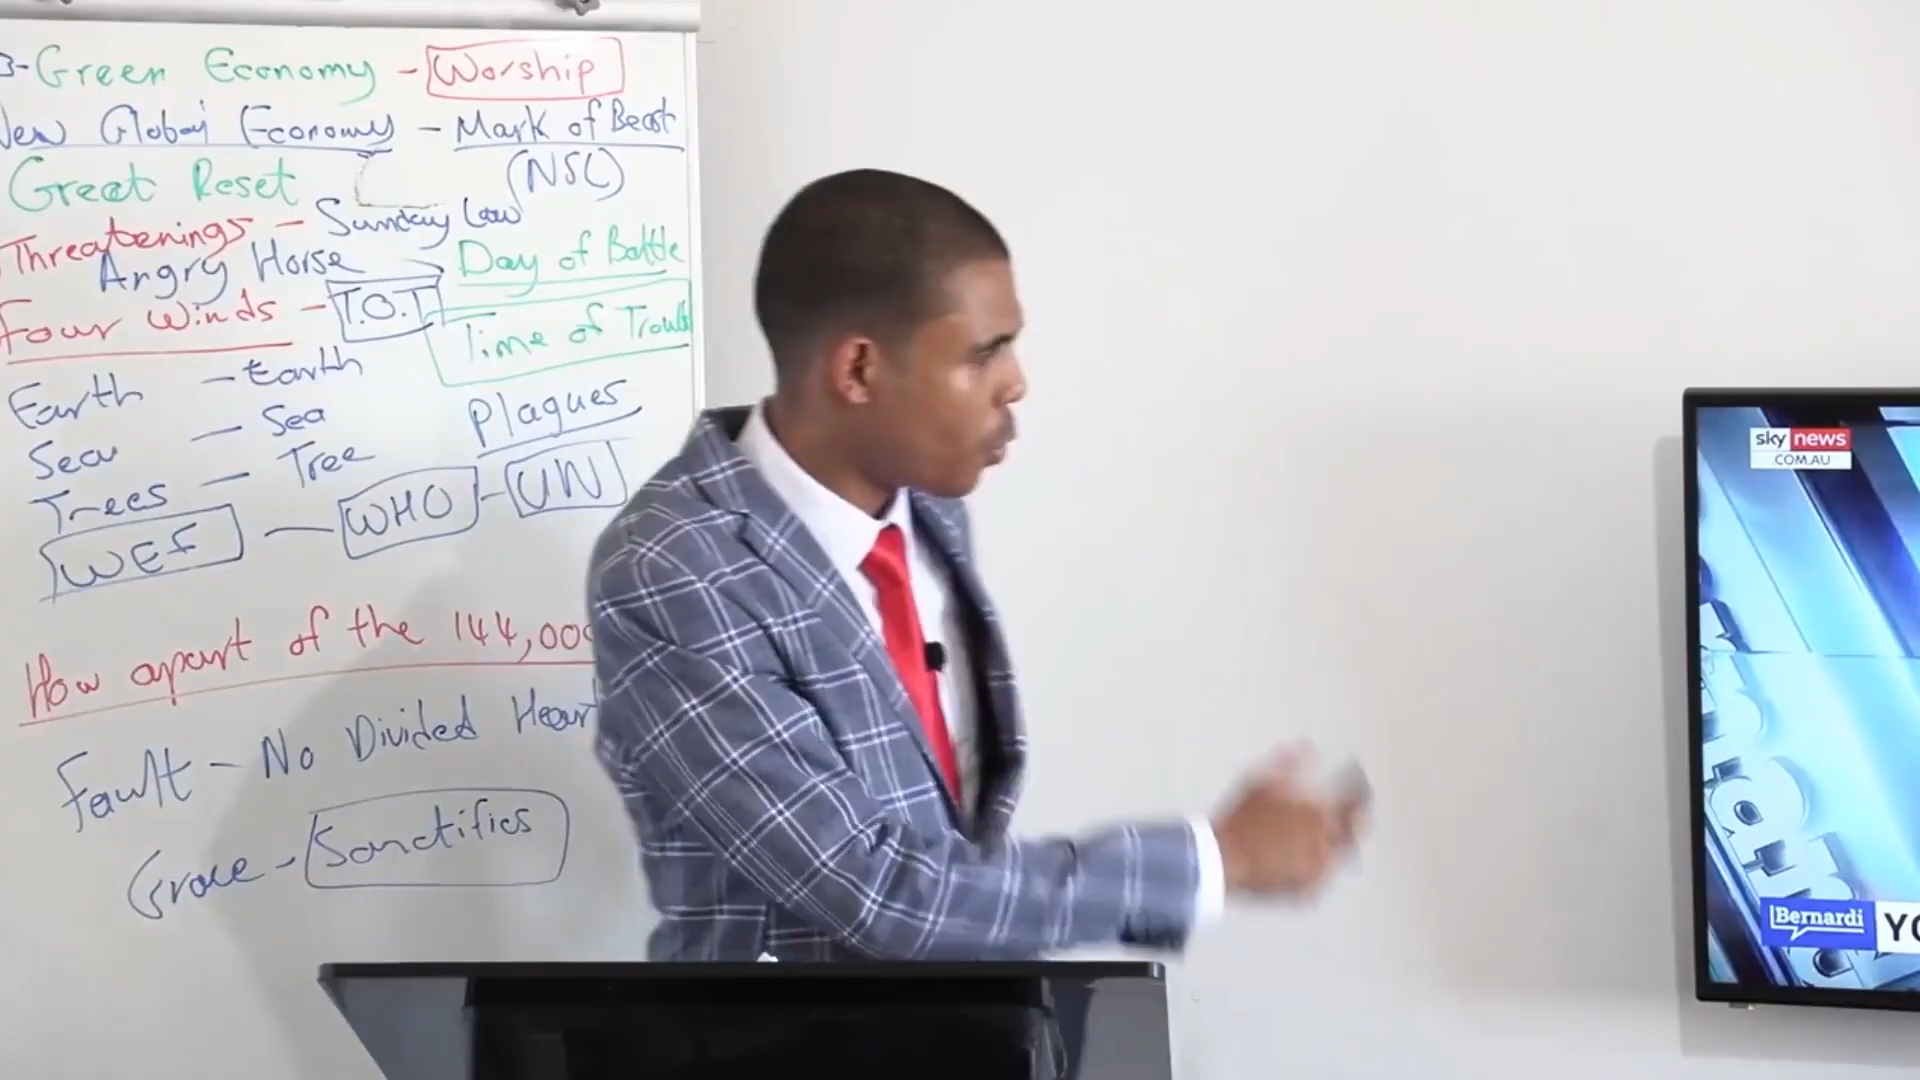 3-Green Economy - Worship
New Global Economy - Mark of Beast
Great Reset (NSL)
Threatenings - Sunday Law
Angry Horse Day of Battle
Four Winds - T.O.T Time of Troubl
Earth - Earth Plagues
Sea - Sea
Trees - Tree
WEF - WHO - UN
How apart of the 144,000
Fault - No Divided Heart
Grace - Sanctifies
sky news
.COM.AU
Bernardi YO